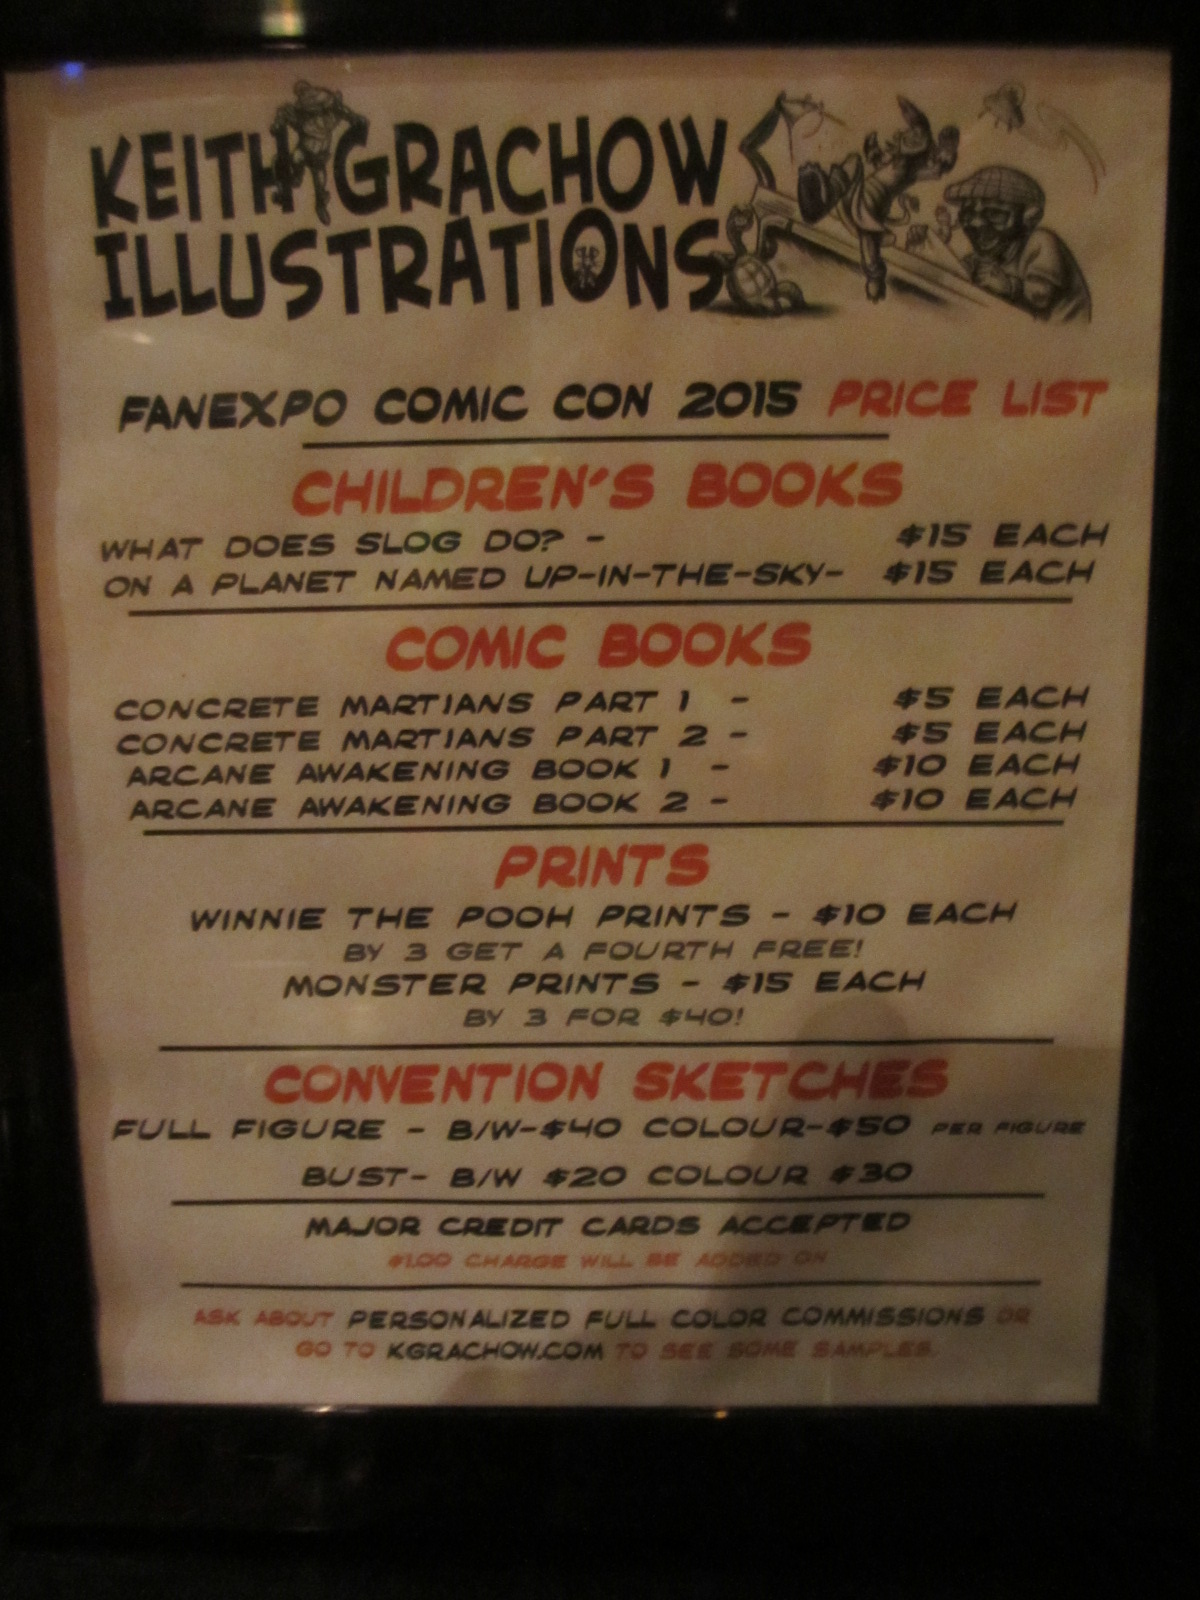 KEITH GRACHOW
ILLUSTRATIONS
FANEXPO COMIC CON 2015 PRICE LIST
CHILDREN'S BOOKS
WHAT DOES SLOG DO? - $15 EACH
ON A PLANET NAMED UP-IN-THE-SKY- $15 EACH
COMIC BOOKS
CONCRETE MARTIANS PART 1 - $5 EACH
CONCRETE MARTIANS PART 2 - $5 EACH
ARCANE AWAKENING BOOK 1 - $10 EACH
ARCANE AWAKENING BOOK 2 - $10 EACH
PRINTS
WINNIE THE POOH PRINTS - $10 EACH
BY 3 GET A FOURTH FREE!
MONSTER PRINTS - $15 EACH
BY 3 FOR $40!
CONVENTION SKETCHES
FULL FIGURE - B/W-$40 COLOUR-$50 PER FIGURE
BUST- B/W $20 COLOUR $30
MAJOR CREDIT CARDS ACCEPTED
$1.00 CHARGE WILL BE ADDED ON
ASK ABOUT PERSONALIZED FULL COLOR COMMISSIONS OR
GO TO KGRACHOW.COM TO SEE SOME SAMPLES.